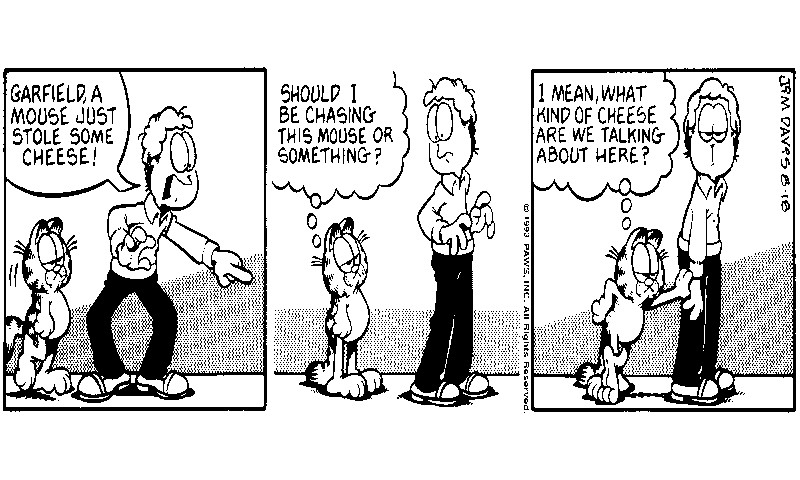 GARFIELD, A
MOUSE JUST
STOLE SOME
CHEESE!
SHOULD I
BE CHASING
THIS MOUSE OR
SOMETHING?
© 1993 PAWS, INC. All Rights Reserved.
I MEAN, WHAT
KIND OF CHEESE
ARE WE TALKING
ABOUT HERE?
JIM DAVIS 8-18